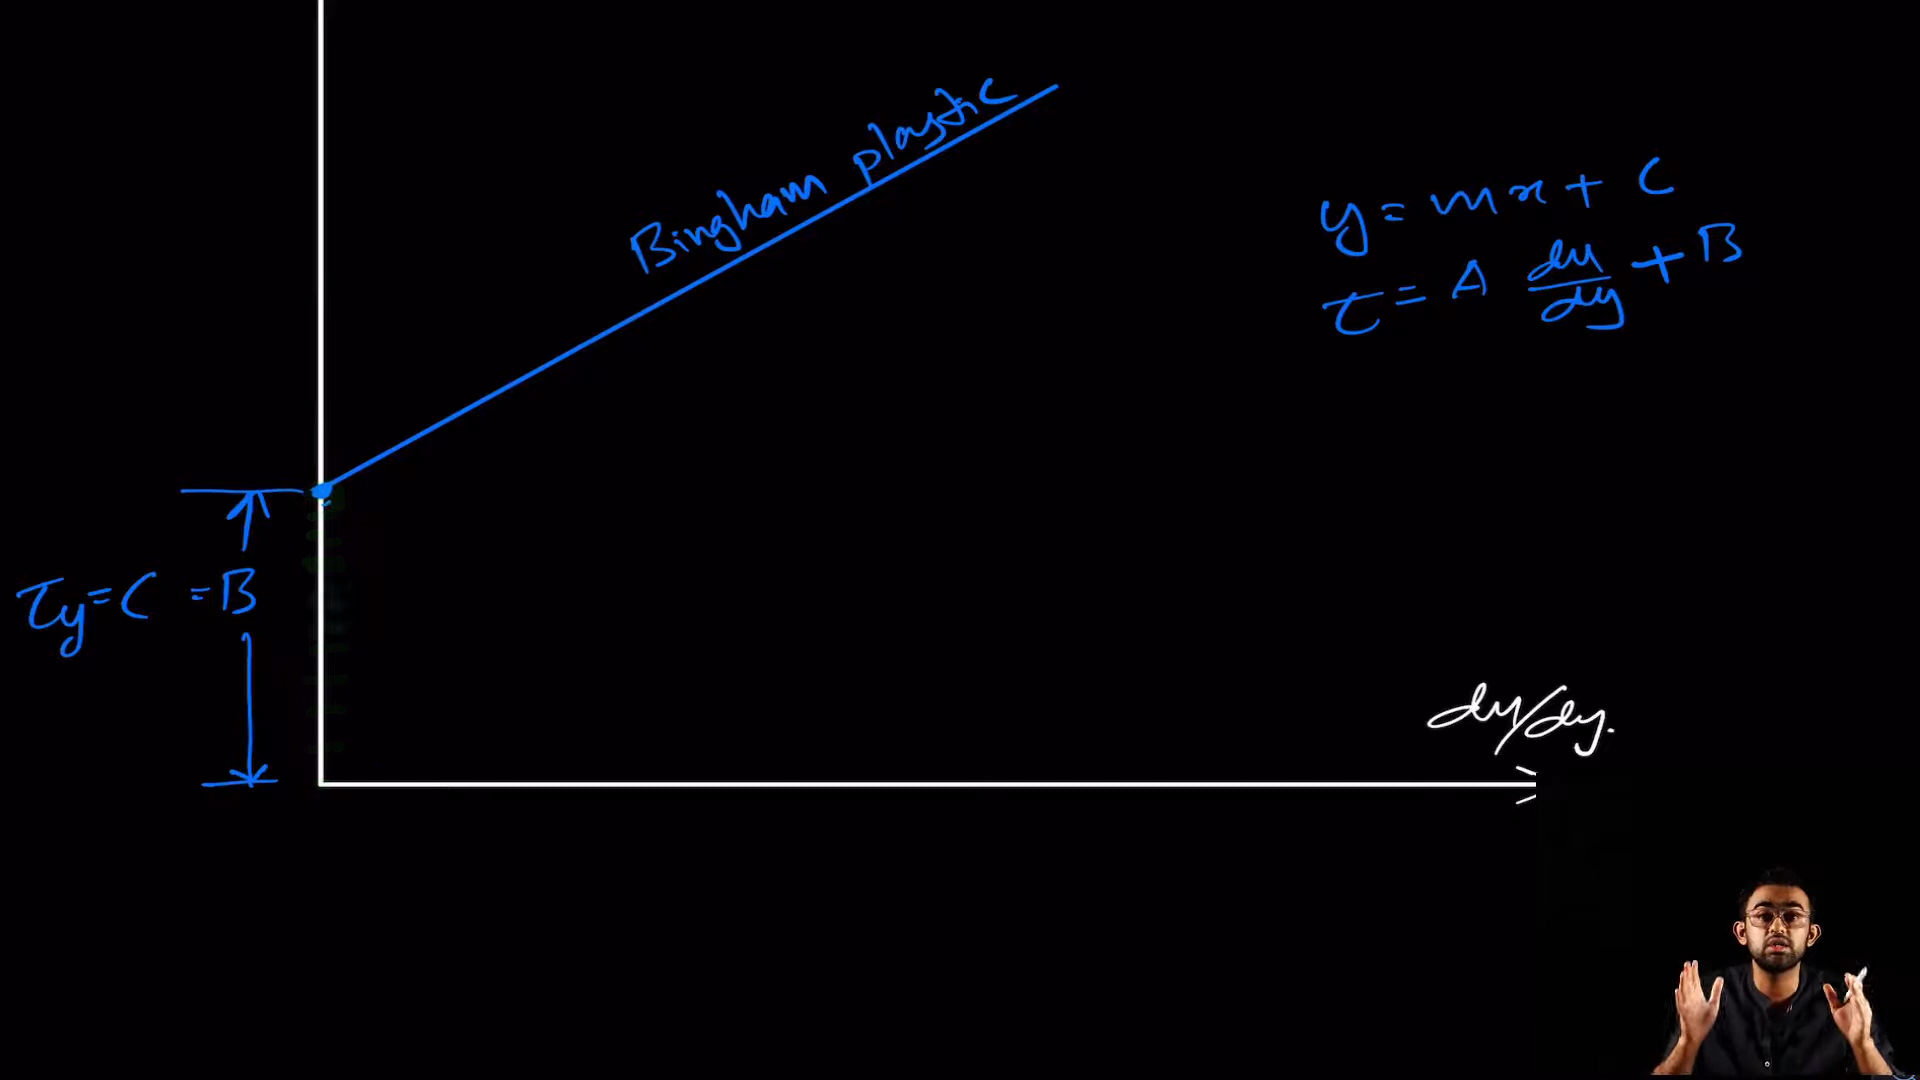 Bingham plastic
y = mx + C
τ = A du/dy + B
τy = C = B
du/dy.